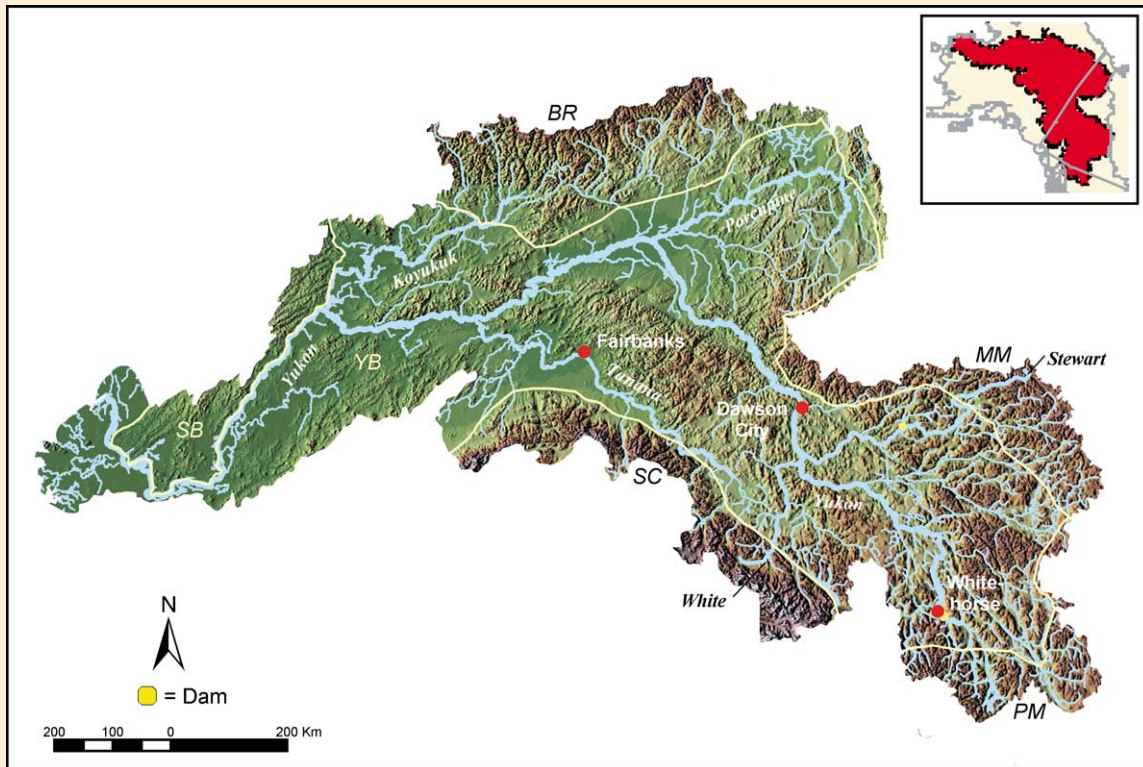 BR
Porcupine
Koyukuk
Yukon
YB
Fairbanks
Tanana
MM
Stewart
Dawson
City
SB
SC
Yukon
White
White-
horse
PM
N
= Dam
200 100 0 200 Km